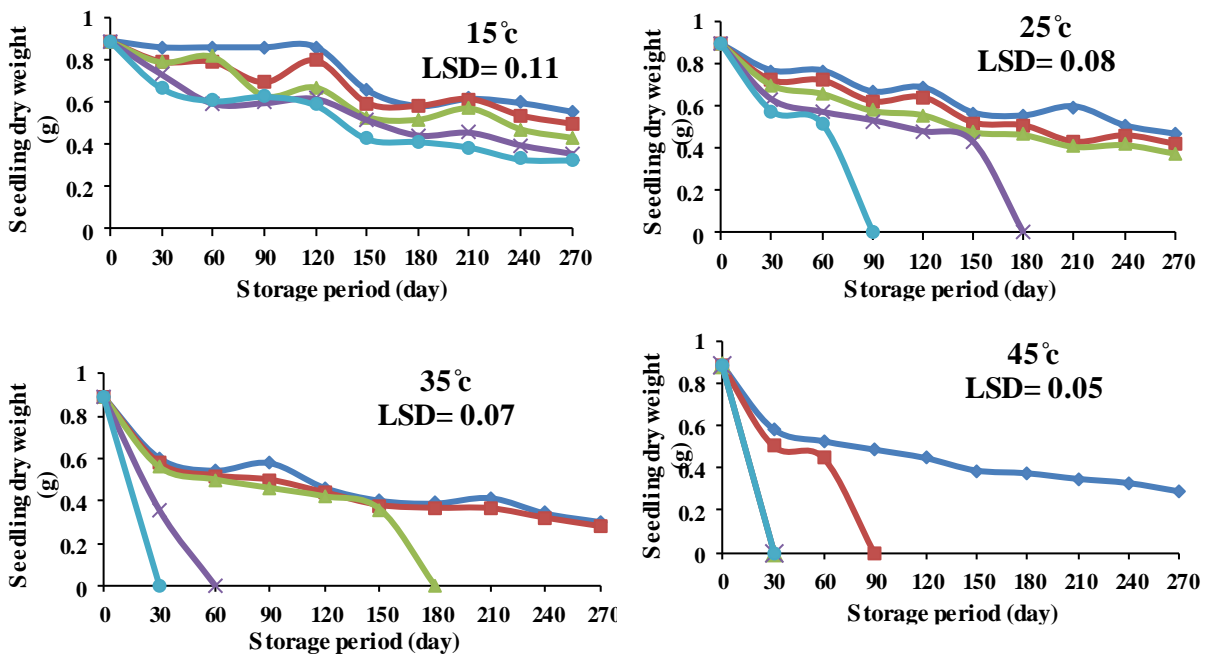 Seedling dry weight
(g)
1
0.8
0.6
0.4
0.2
0
15°c
LSD= 0.11
0 30 60 90 120 150 180 210 240 270
Storage period (day)
Seedling dry weight
(g)
1
0.8
0.6
0.4
0.2
0
25°c
LSD= 0.08
0 30 60 90 120 150 180 210 240 270
Storage period (day)
Seedling dry weight
(g)
1
0.8
0.6
0.4
0.2
0
35°c
LSD= 0.07
0 30 60 90 120 150 180 210 240 270
Storage period (day)
Seedling dry weight
(g)
1
0.8
0.6
0.4
0.2
0
45°c
LSD= 0.05
0 30 60 90 120 150 180 210 240 270
Storage period (day)